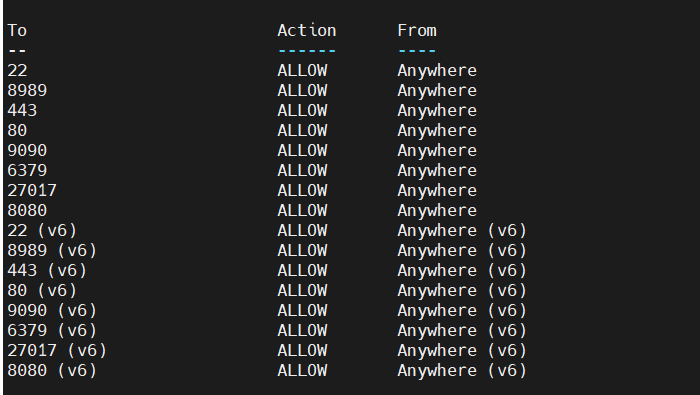 To Action From
-- ------ ----
22 ALLOW Anywhere
8989 ALLOW Anywhere
443 ALLOW Anywhere
80 ALLOW Anywhere
9090 ALLOW Anywhere
6379 ALLOW Anywhere
27017 ALLOW Anywhere
8080 ALLOW Anywhere
22 (v6) ALLOW Anywhere (v6)
8989 (v6) ALLOW Anywhere (v6)
443 (v6) ALLOW Anywhere (v6)
80 (v6) ALLOW Anywhere (v6)
9090 (v6) ALLOW Anywhere (v6)
6379 (v6) ALLOW Anywhere (v6)
27017 (v6) ALLOW Anywhere (v6)
8080 (v6) ALLOW Anywhere (v6)